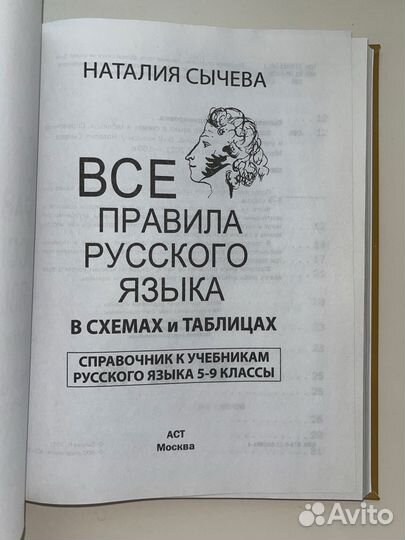 НАТАЛИЯ СЫЧЕВА
ВСЕ
ПРАВИЛА
РУССКОГО
ЯЗЫКА
В СХЕМАХ и ТАБЛИЦАХ
СПРАВОЧНИК К УЧЕБНИКАМ
РУССКОГО ЯЗЫКА 5-9 КЛАССЫ
АСТ
Москва
Avito